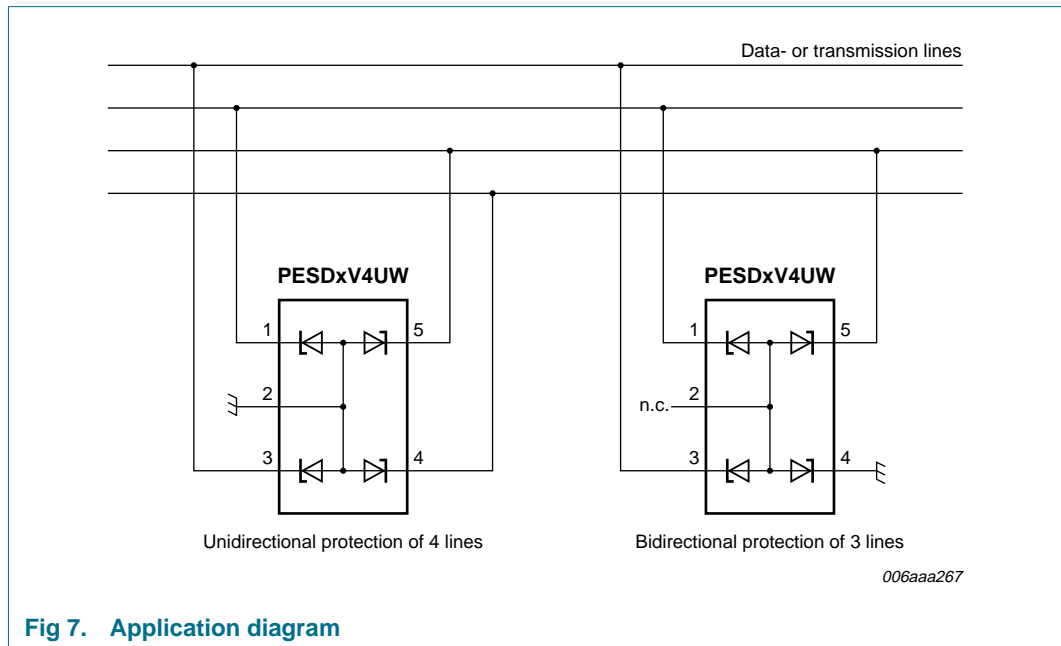 Data- or transmission lines
PESDxV4UW
PESDxV4UW
1
5
2
3
4
1
5
n.c.
2
3
4
Unidirectional protection of 4 lines
Bidirectional protection of 3 lines
006aaa267
Fig 7. Application diagram